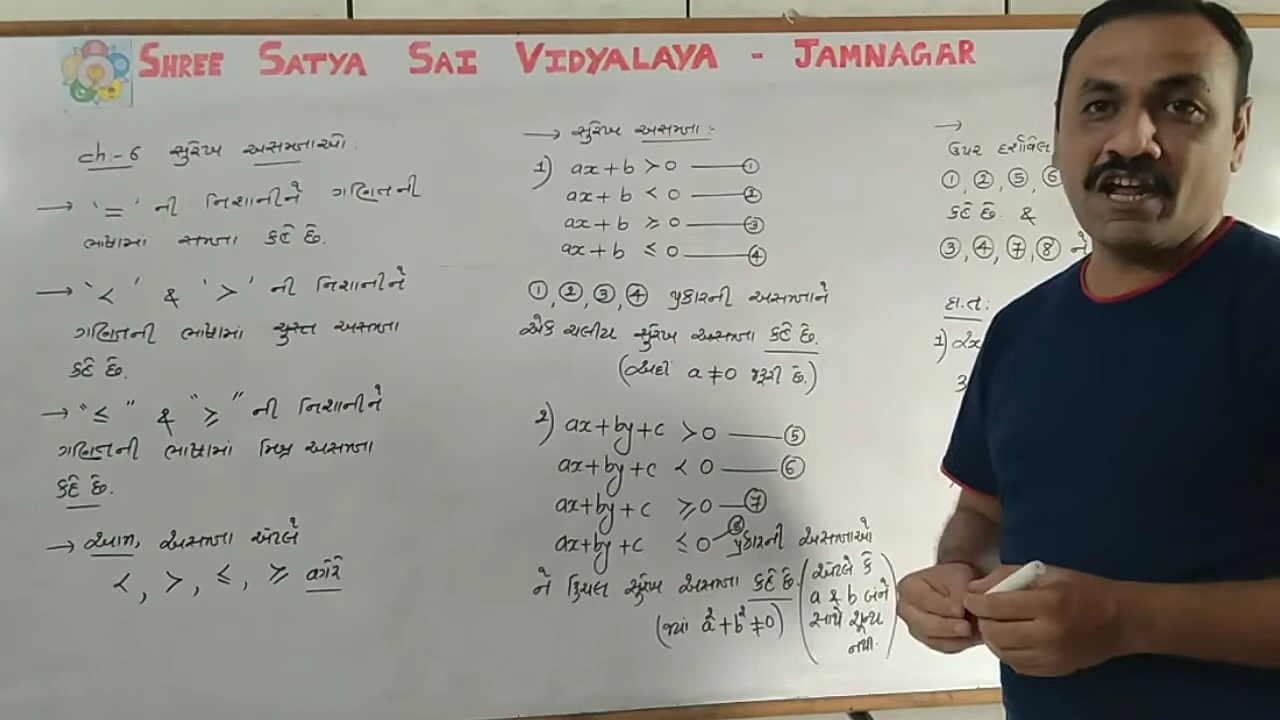 SHREE SATYA SAI VIDYALAYA - JAMNAGAR
ch:-6 સુરેખ અસમતાઓ:
→ '=' ની નિશાનીને ગણિતની
ભાષામાં સમતા કહે છે.
→ '<' & '>' ની નિશાનીને
ગણિતની ભાષામાં ચુસ્ત અસમતા
કહે છે.
→ "≤" & "≥" ની નિશાનીને
ગણિતની ભાષામાં મિશ્ર અસમતા
કહે છે.
→ આમ, અસમતા એટલે
<, >, ≤, ≥ વગેરે
→ સુરેખ અસમતા:-
1) ax+b > 0 —— ①
ax+b < 0 —— ②
ax+b ≥ 0 —— ③
ax+b ≤ 0 —— ④
①, ②, ③, ④ પ્રકારની અસમતાને
એક ચલીય સુરેખ અસમતા કહે છે.
(અહીં a ≠ 0 જરૂરી છે.)
2) ax+by+c > 0 —— ⑤
ax+by+c < 0 —— ⑥
ax+by+c ≥ 0 — ⑦
ax+by+c ≤ 0 — ⑧ પ્રકારની અસમતાઓ
ને દ્વિચલ સુરેખ અસમતા કહે છે.
(જ્યાં a²+b² ≠ 0)
(એટલે કે
a & b બંને
સાથે શૂન્ય
નથી.)
→
ઉપર દર્શાવેલ
①, ②, ⑤, ⑥
કહે છે. &
③, ④, ⑦, ⑧ ને
દા.ત.:
1)
3